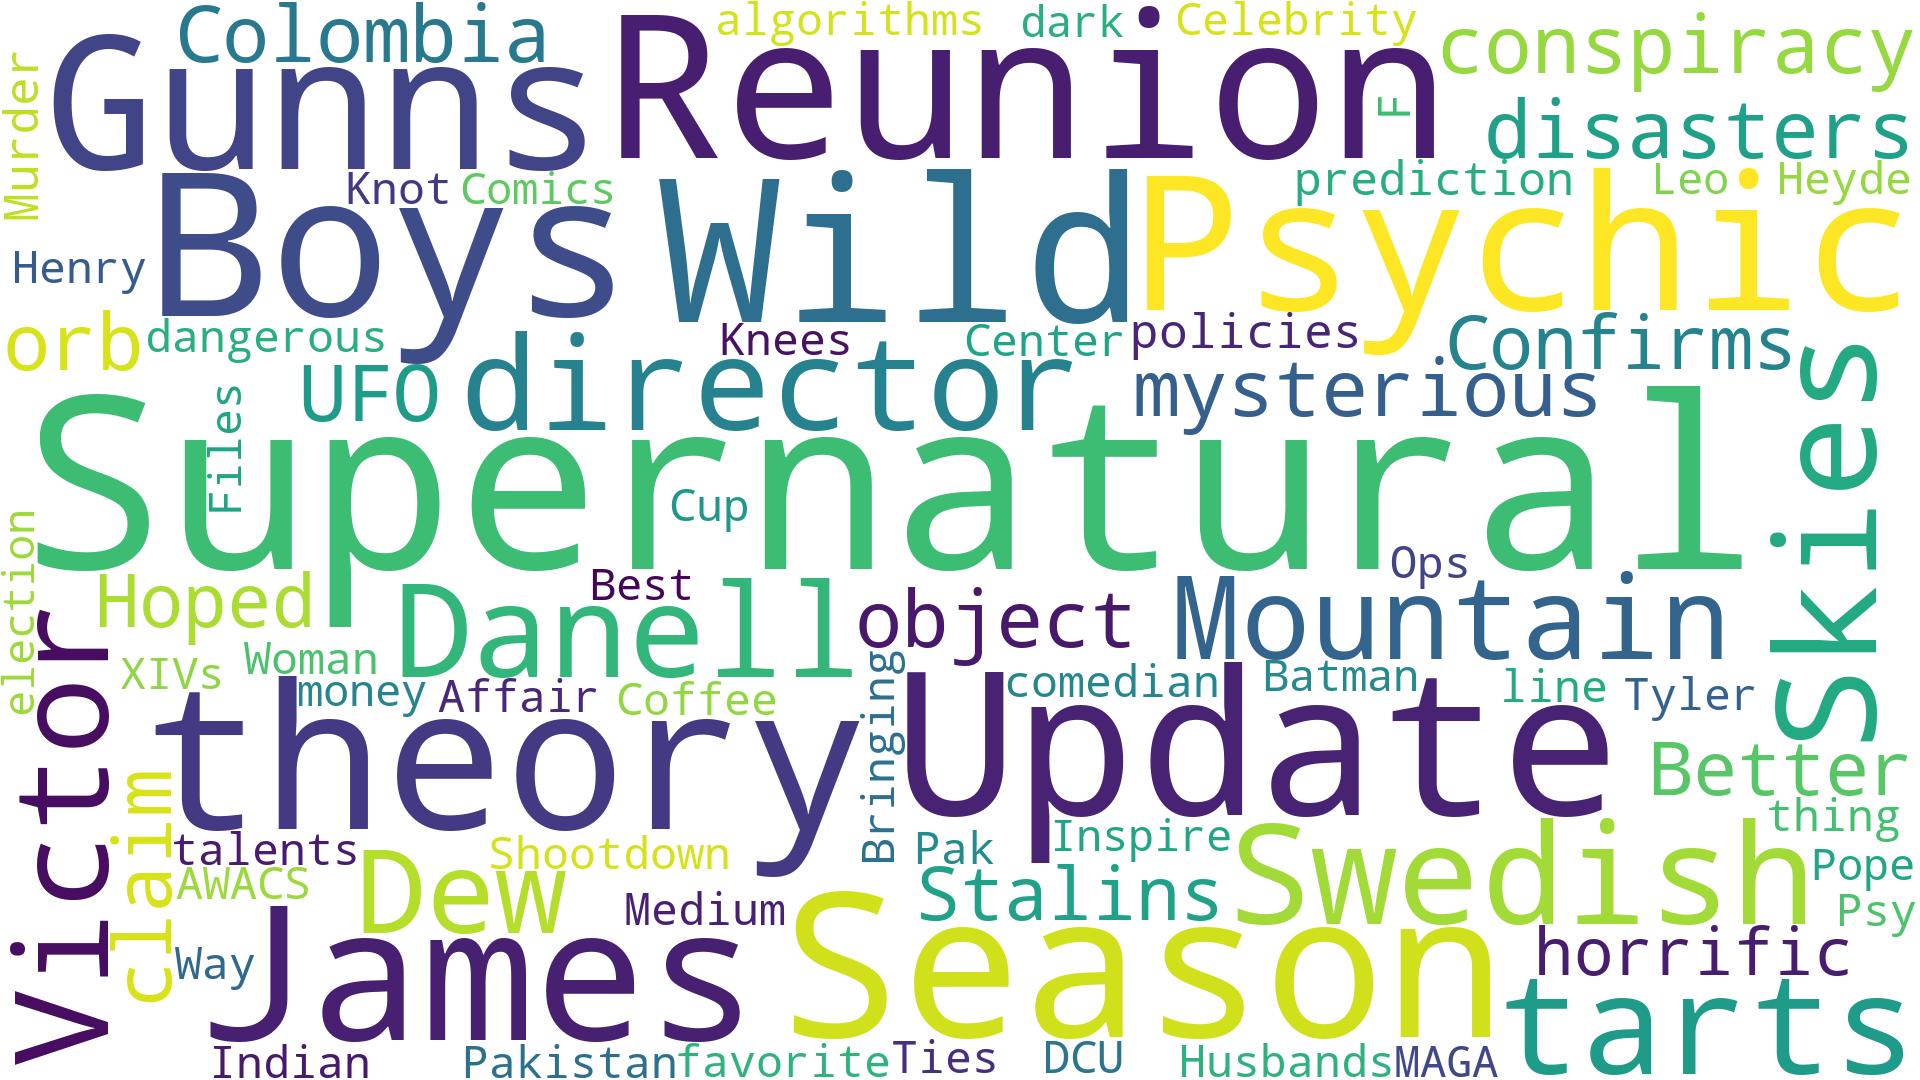 Colombia
algorithms
dark
Celebrity
conspiracy
Gunns
Reunion
F
Murder
disasters
Knot
Comics
prediction
Leo
Heyde
Boys
Wild
Psychic
Henry
orb
dangerous
Knees
Center
policies
Confirms
UFO
director
mysterious
Skies
Files
Supernatural
Cup
election
Hoped
Best
Danell
object
Ops
Mountain
Victor
XIVs
Woman
money
Affair
Coffee
Bringing
comedian
Batman
line
Tyler
theory
Update
Better
claim
thing
talents
Shootdown
Pak
Inspire
Swedish
Pope
AWACS
DeW
Medium
Stalins
Psy
Way
James
Season
horrific
tarts
Indian
Pakistan
favorite
Ties
DCU
Husbands
MAGA